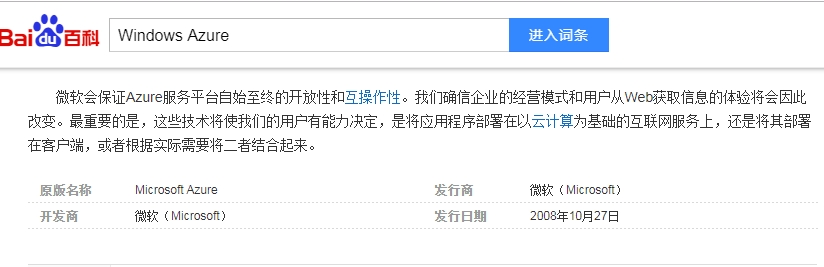 Bai du 百科 Windows Azure 进入词条
微软会保证Azure服务平台自始至终的开放性和互操作性。我们确信企业的经营模式和用户从Web获取信息的体验将会因此
改变。最重要的是，这些技术将使我们的用户有能力决定，是将应用程序部署在以云计算为基础的互联网服务上，还是将其部署
在客户端，或者根据实际需要将二者结合起来。
原版名称 Microsoft Azure 发行商 微软（Microsoft）
开发商 微软（Microsoft） 发行日期 2008年10月27日